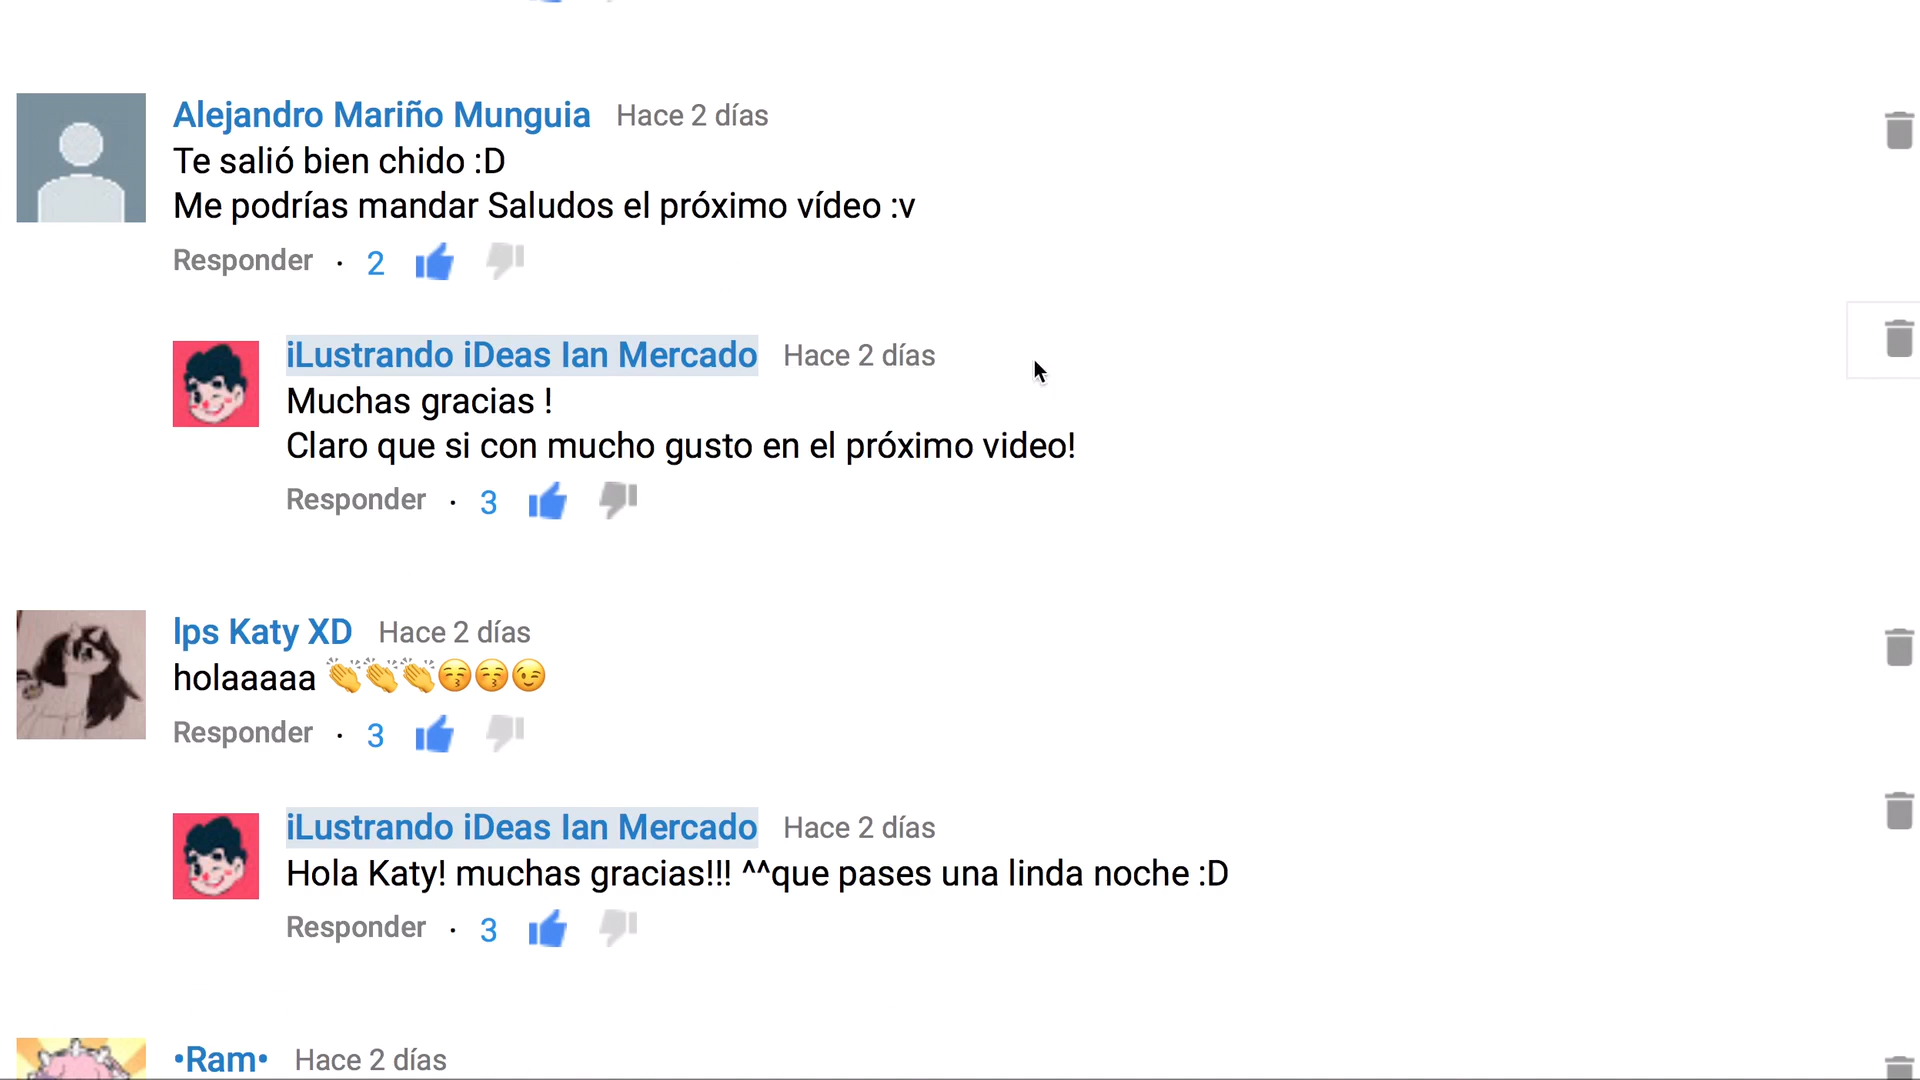 Alejandro Mariño Munguia Hace 2 días
Te salió bien chido :D
Me podrías mandar Saludos el próximo vídeo :v
Responder · 2
iLustrando iDeas Ian Mercado Hace 2 días
Muchas gracias !
Claro que si con mucho gusto en el próximo video!
Responder · 3
lps Katy XD Hace 2 días
holaaaaa 👏👏👏😚😚😉
Responder · 3
iLustrando iDeas Ian Mercado Hace 2 días
Hola Katy! muchas gracias!!! ^^que pases una linda noche :D
Responder · 3
•Ram• Hace 2 días